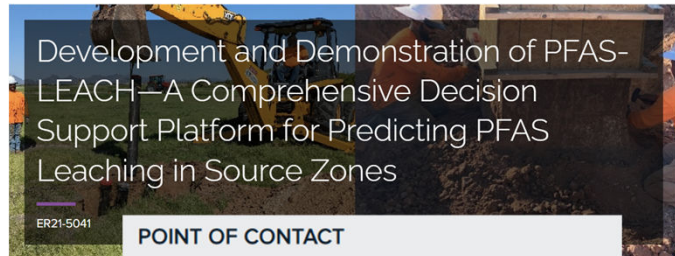 Development and Demonstration of PFAS-
LEACH—A Comprehensive Decision
Support Platform for Predicting PFAS
Leaching in Source Zones
ER21-5041
POINT OF CONTACT